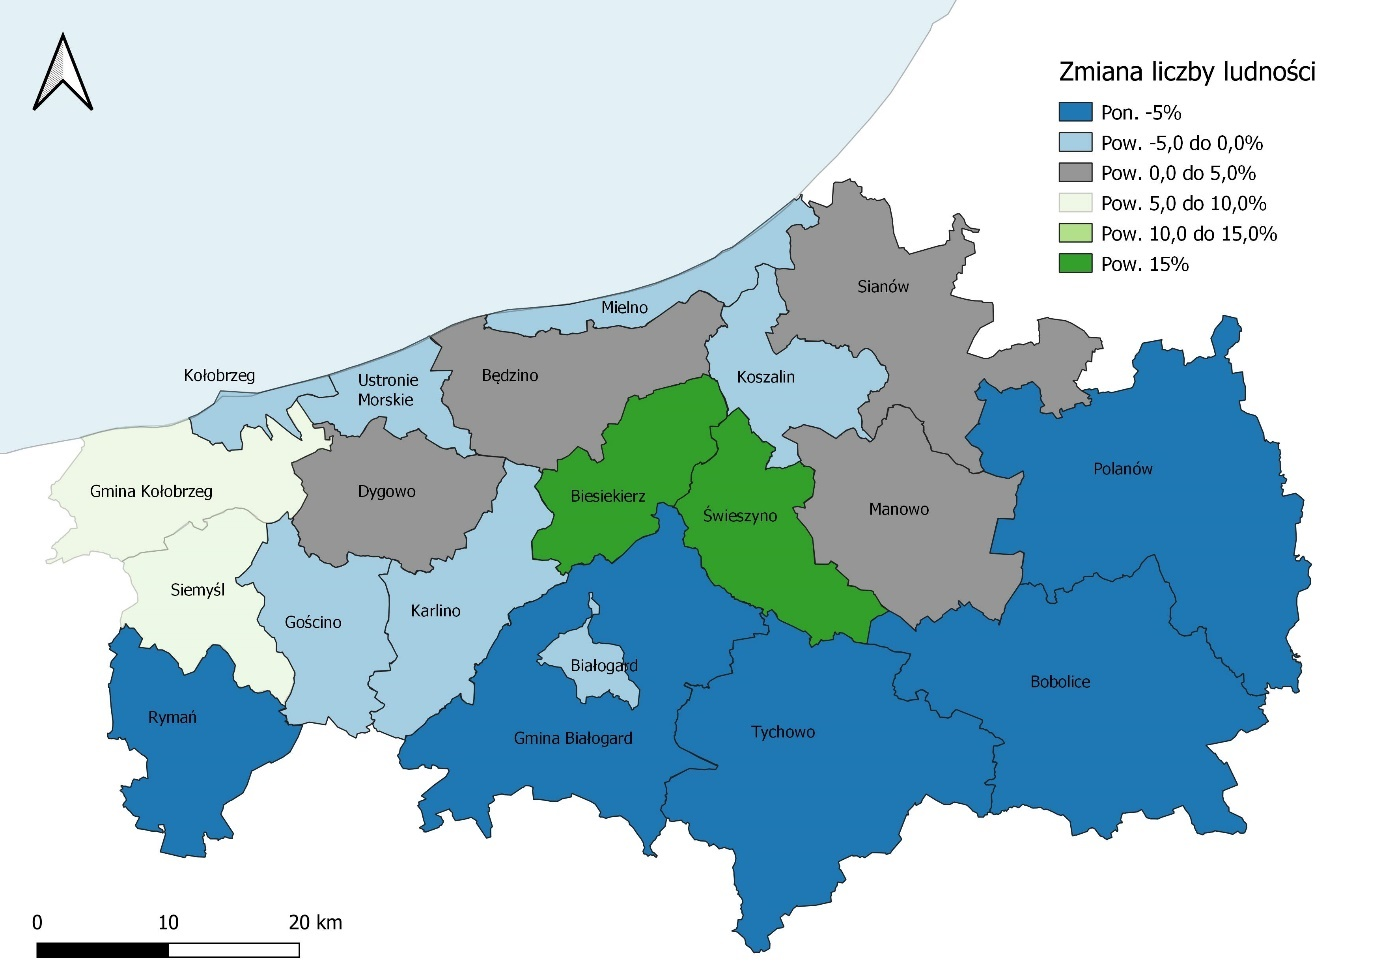 Zmiana liczby ludności
Pon. -5%
Pow. -5,0 do 0,0%
Pow. 0,0 do 5,0%
Pow. 5,0 do 10,0%
Pow. 10,0 do 15,0%
Pow. 15%
Sianów
Mielno
Kołobrzeg
Ustronie
Morskie
Będzino
Koszalin
Polanów
Gmina Kołobrzeg
Dygowo
Biesiekierz
Świeszyno
Manowo
Siemyśl
Gościno
Karlino
Białogard
Bobolice
Rymań
Gmina Białogard
Tychowo
0 10 20 km